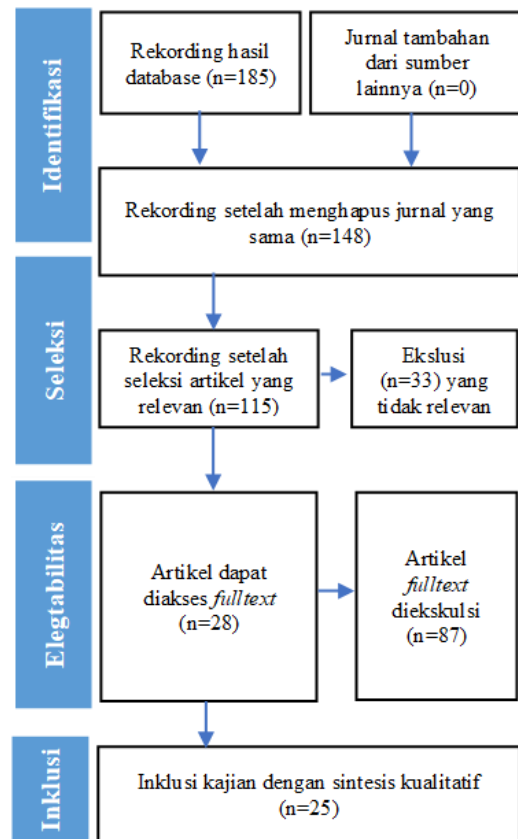 Identifikasi
Rekording hasil
database (n=185)
Jurnal tambahan
dari sumber
lainnya (n=0)
Rekording setelah menghapus jurnal yang
sama (n=148)
Seleksi
Rekording setelah
seleksi artikel yang
relevan (n=115)
Ekslusi
(n=33) yang
tidak relevan
Elegtabilitas
Artikel dapat
diakses fulltext
(n=28)
Artikel
fulltext
diekskulsi
(n=87)
Inklusi
Inklusi kajian dengan sintesis kualitatif
(n=25)